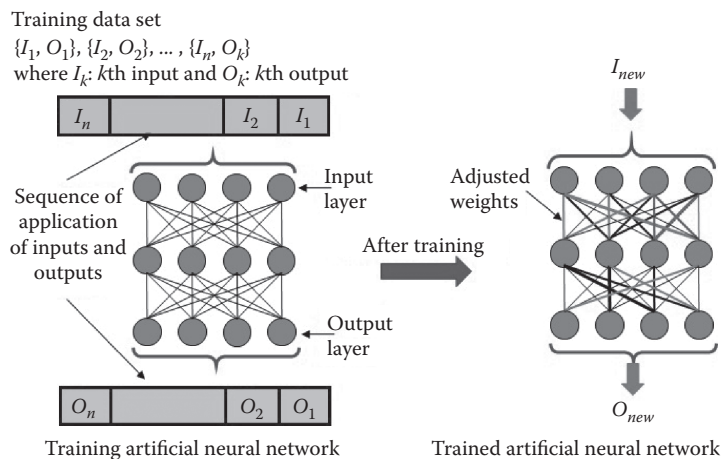 Training data set
{I₁, O₁}, {I₂, O₂}, ... , {Iₙ, Oₖ}
where Iₖ: kth input and Oₖ: kth output
Iₙ I₂ I₁
Sequence of
application
of inputs and
outputs
Input
layer
Output
layer
Oₙ O₂ O₁
Training artificial neural network
After training
I_new
Adjusted
weights
O_new
Trained artificial neural network